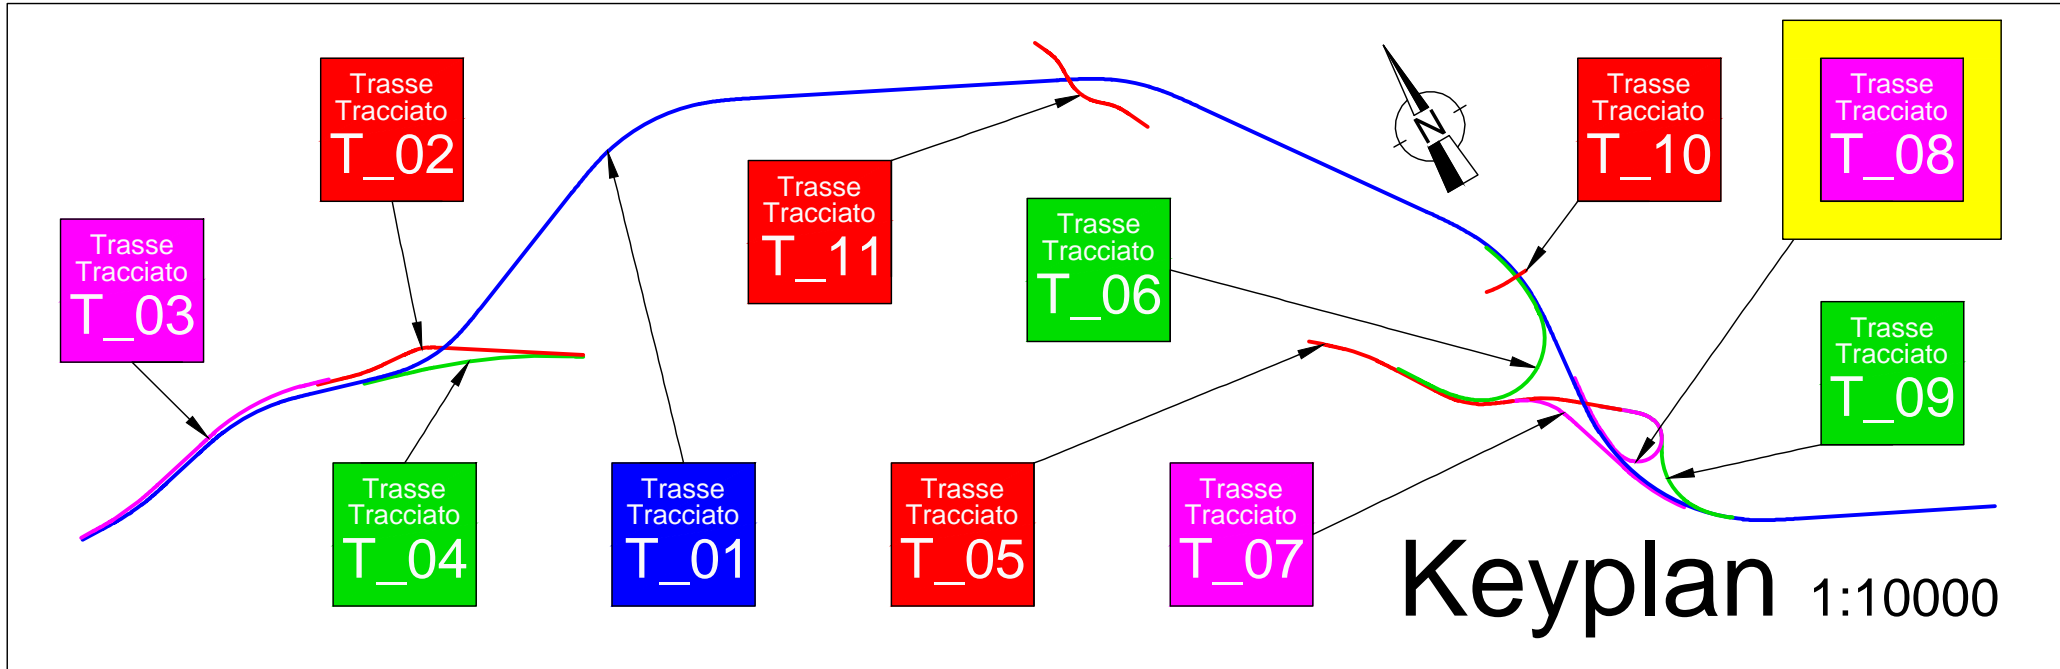 Trasse
Tracciato
T_02
Trasse
Tracciato
T_10
Trasse
Tracciato
T_08
Trasse
Tracciato
T_11
N
Trasse
Tracciato
T_03
Trasse
Tracciato
T_06
Trasse
Tracciato
T_09
Trasse
Tracciato
T_04
Trasse
Tracciato
T_01
Trasse
Tracciato
T_05
Trasse
Tracciato
T_07
Keyplan 1:10000